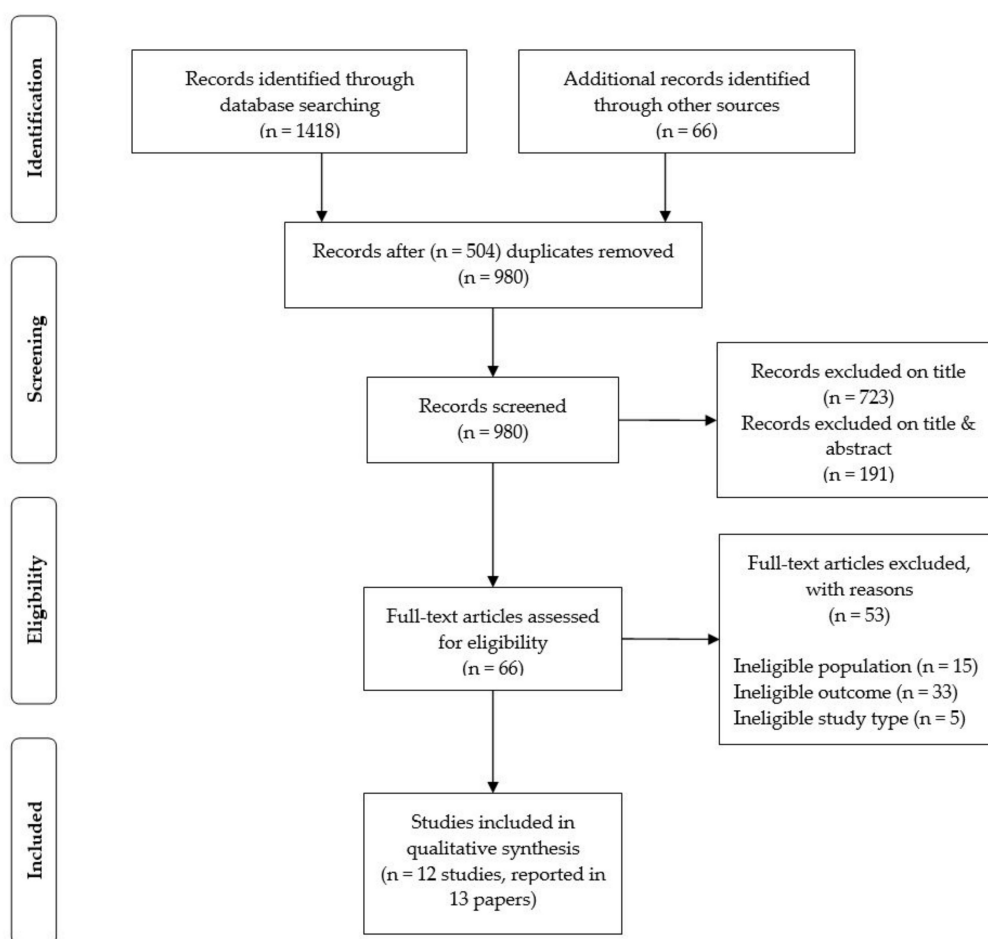 Identification
Records identified through
database searching
(n = 1418)
Additional records identified
through other sources
(n = 66)
Records after (n = 504) duplicates removed
(n = 980)
Screening
Records screened
(n = 980)
Records excluded on title
(n = 723)
Records excluded on title &
abstract
(n = 191)
Eligibility
Full-text articles assessed
for eligibility
(n = 66)
Full-text articles excluded,
with reasons
(n = 53)
Ineligible population (n = 15)
Ineligible outcome (n = 33)
Ineligible study type (n = 5)
Included
Studies included in
qualitative synthesis
(n = 12 studies, reported in
13 papers)